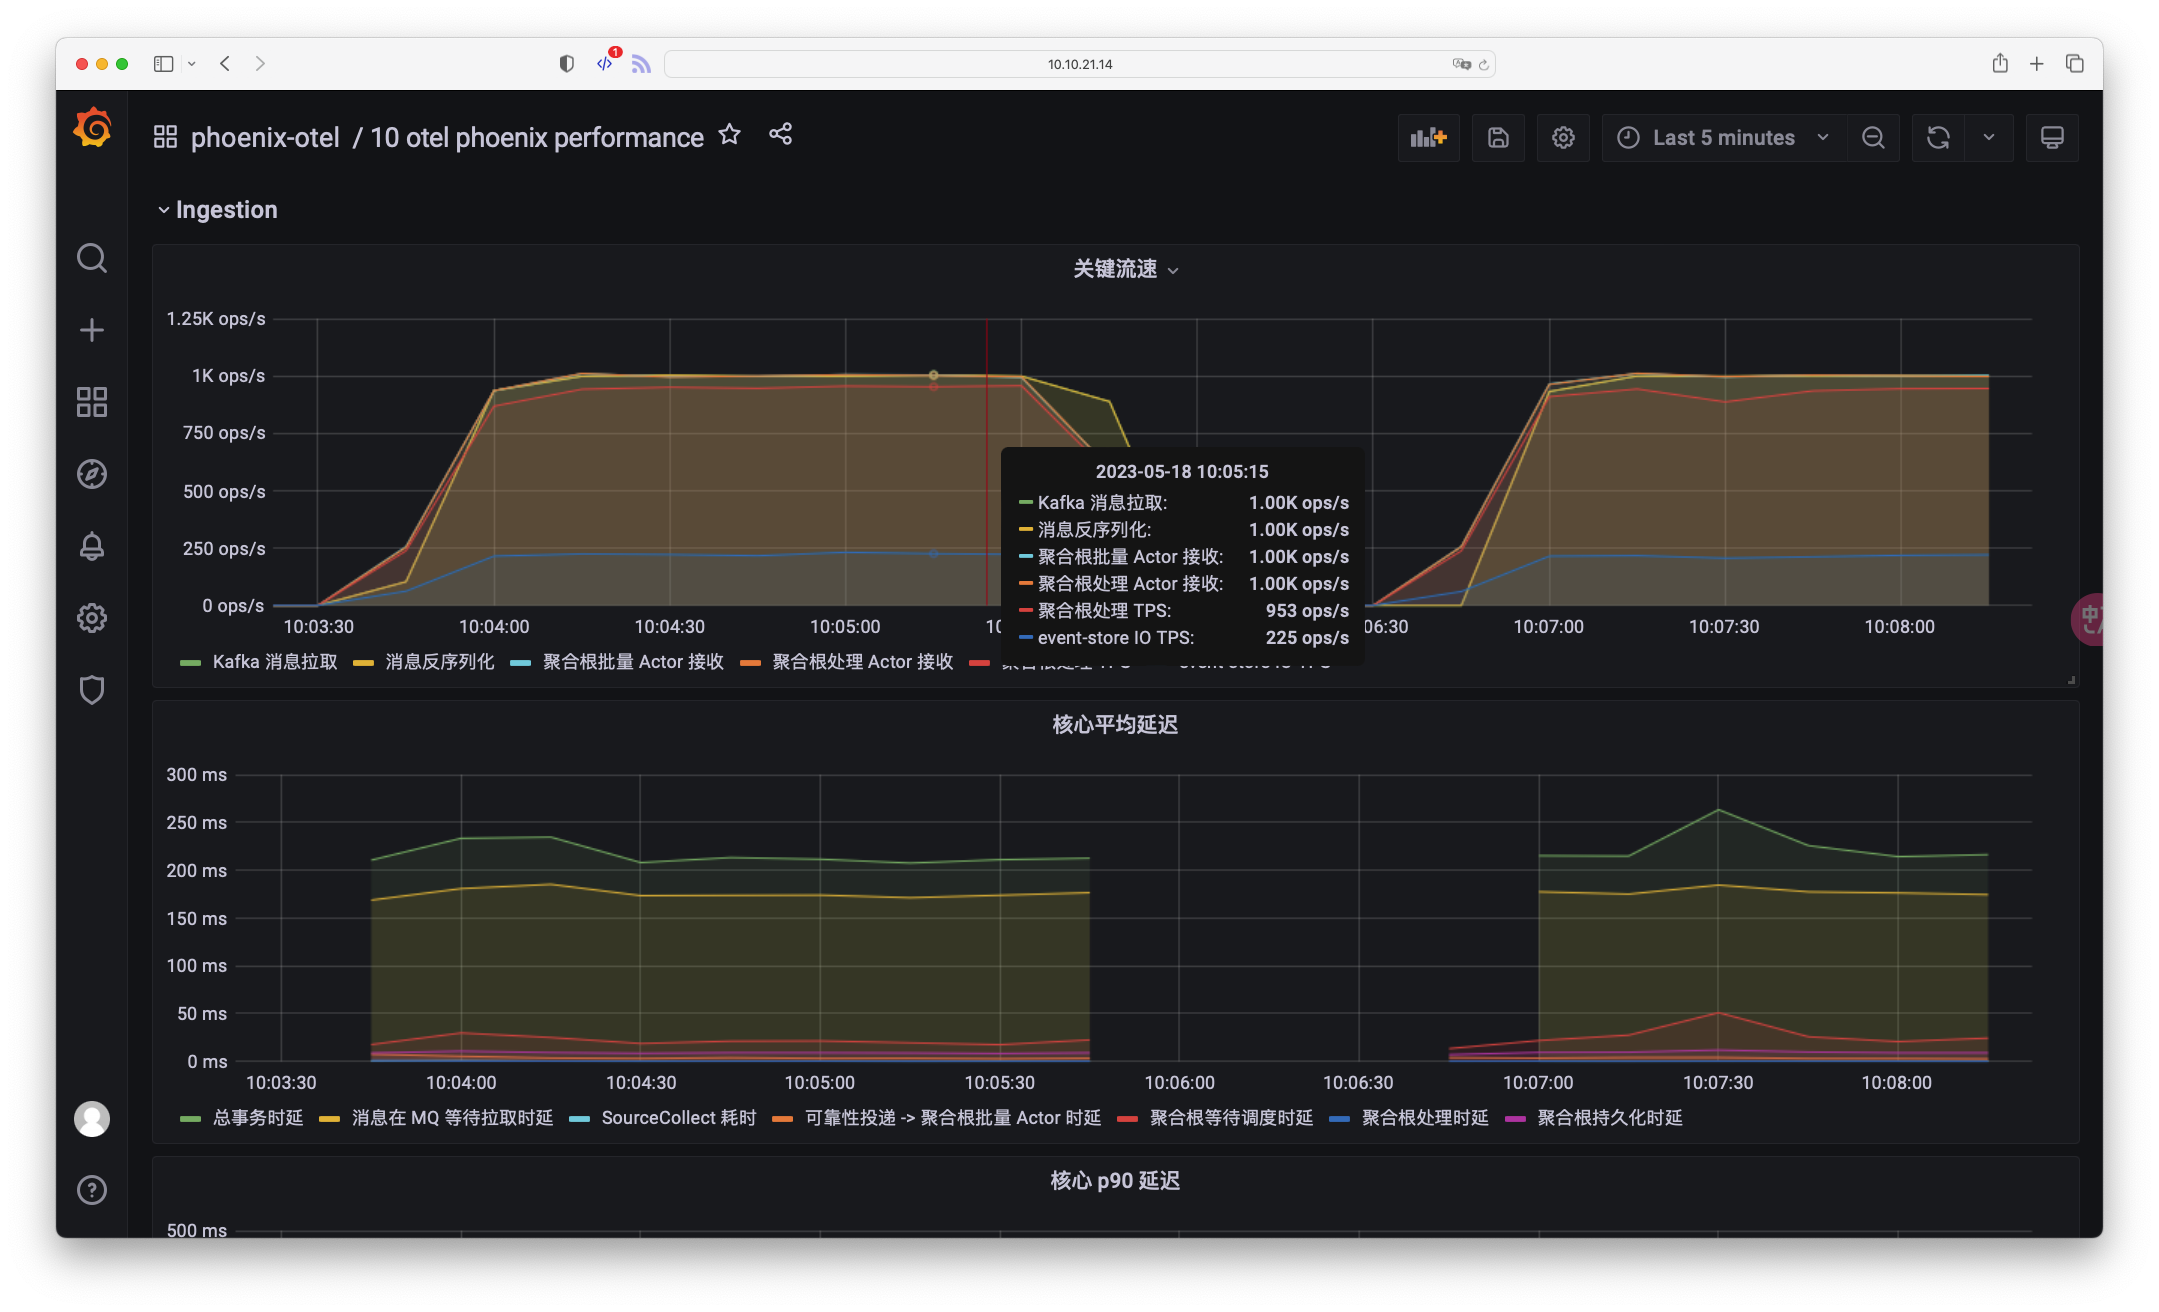 1
10.10.21.14
phoenix-otel / 10 otel phoenix performance
Last 5 minutes
Ingestion
关键流速
1.25K ops/s
1K ops/s
750 ops/s
500 ops/s
250 ops/s
0 ops/s
10:03:30 10:04:00 10:04:30 10:05:00 10 06:30 10:07:00 10:07:30 10:08:00
2023-05-18 10:05:15
Kafka 消息拉取: 1.00K ops/s
消息反序列化: 1.00K ops/s
聚合根批量 Actor 接收: 1.00K ops/s
聚合根处理 Actor 接收: 1.00K ops/s
聚合根处理 TPS: 953 ops/s
event-store IO TPS: 225 ops/s
Kafka 消息拉取 消息反序列化 聚合根批量 Actor 接收 聚合根处理 Actor 接收
中
核心平均延迟
300 ms
250 ms
200 ms
150 ms
100 ms
50 ms
0 ms
10:03:30 10:04:00 10:04:30 10:05:00 10:05:30 10:06:00 10:06:30 10:07:00 10:07:30 10:08:00
总事务时延 消息在 MQ 等待拉取时延 SourceCollect 耗时 可靠性投递 -> 聚合根批量 Actor 时延 聚合根等待调度时延 聚合根处理时延 聚合根持久化时延
核心 p90 延迟
500 ms